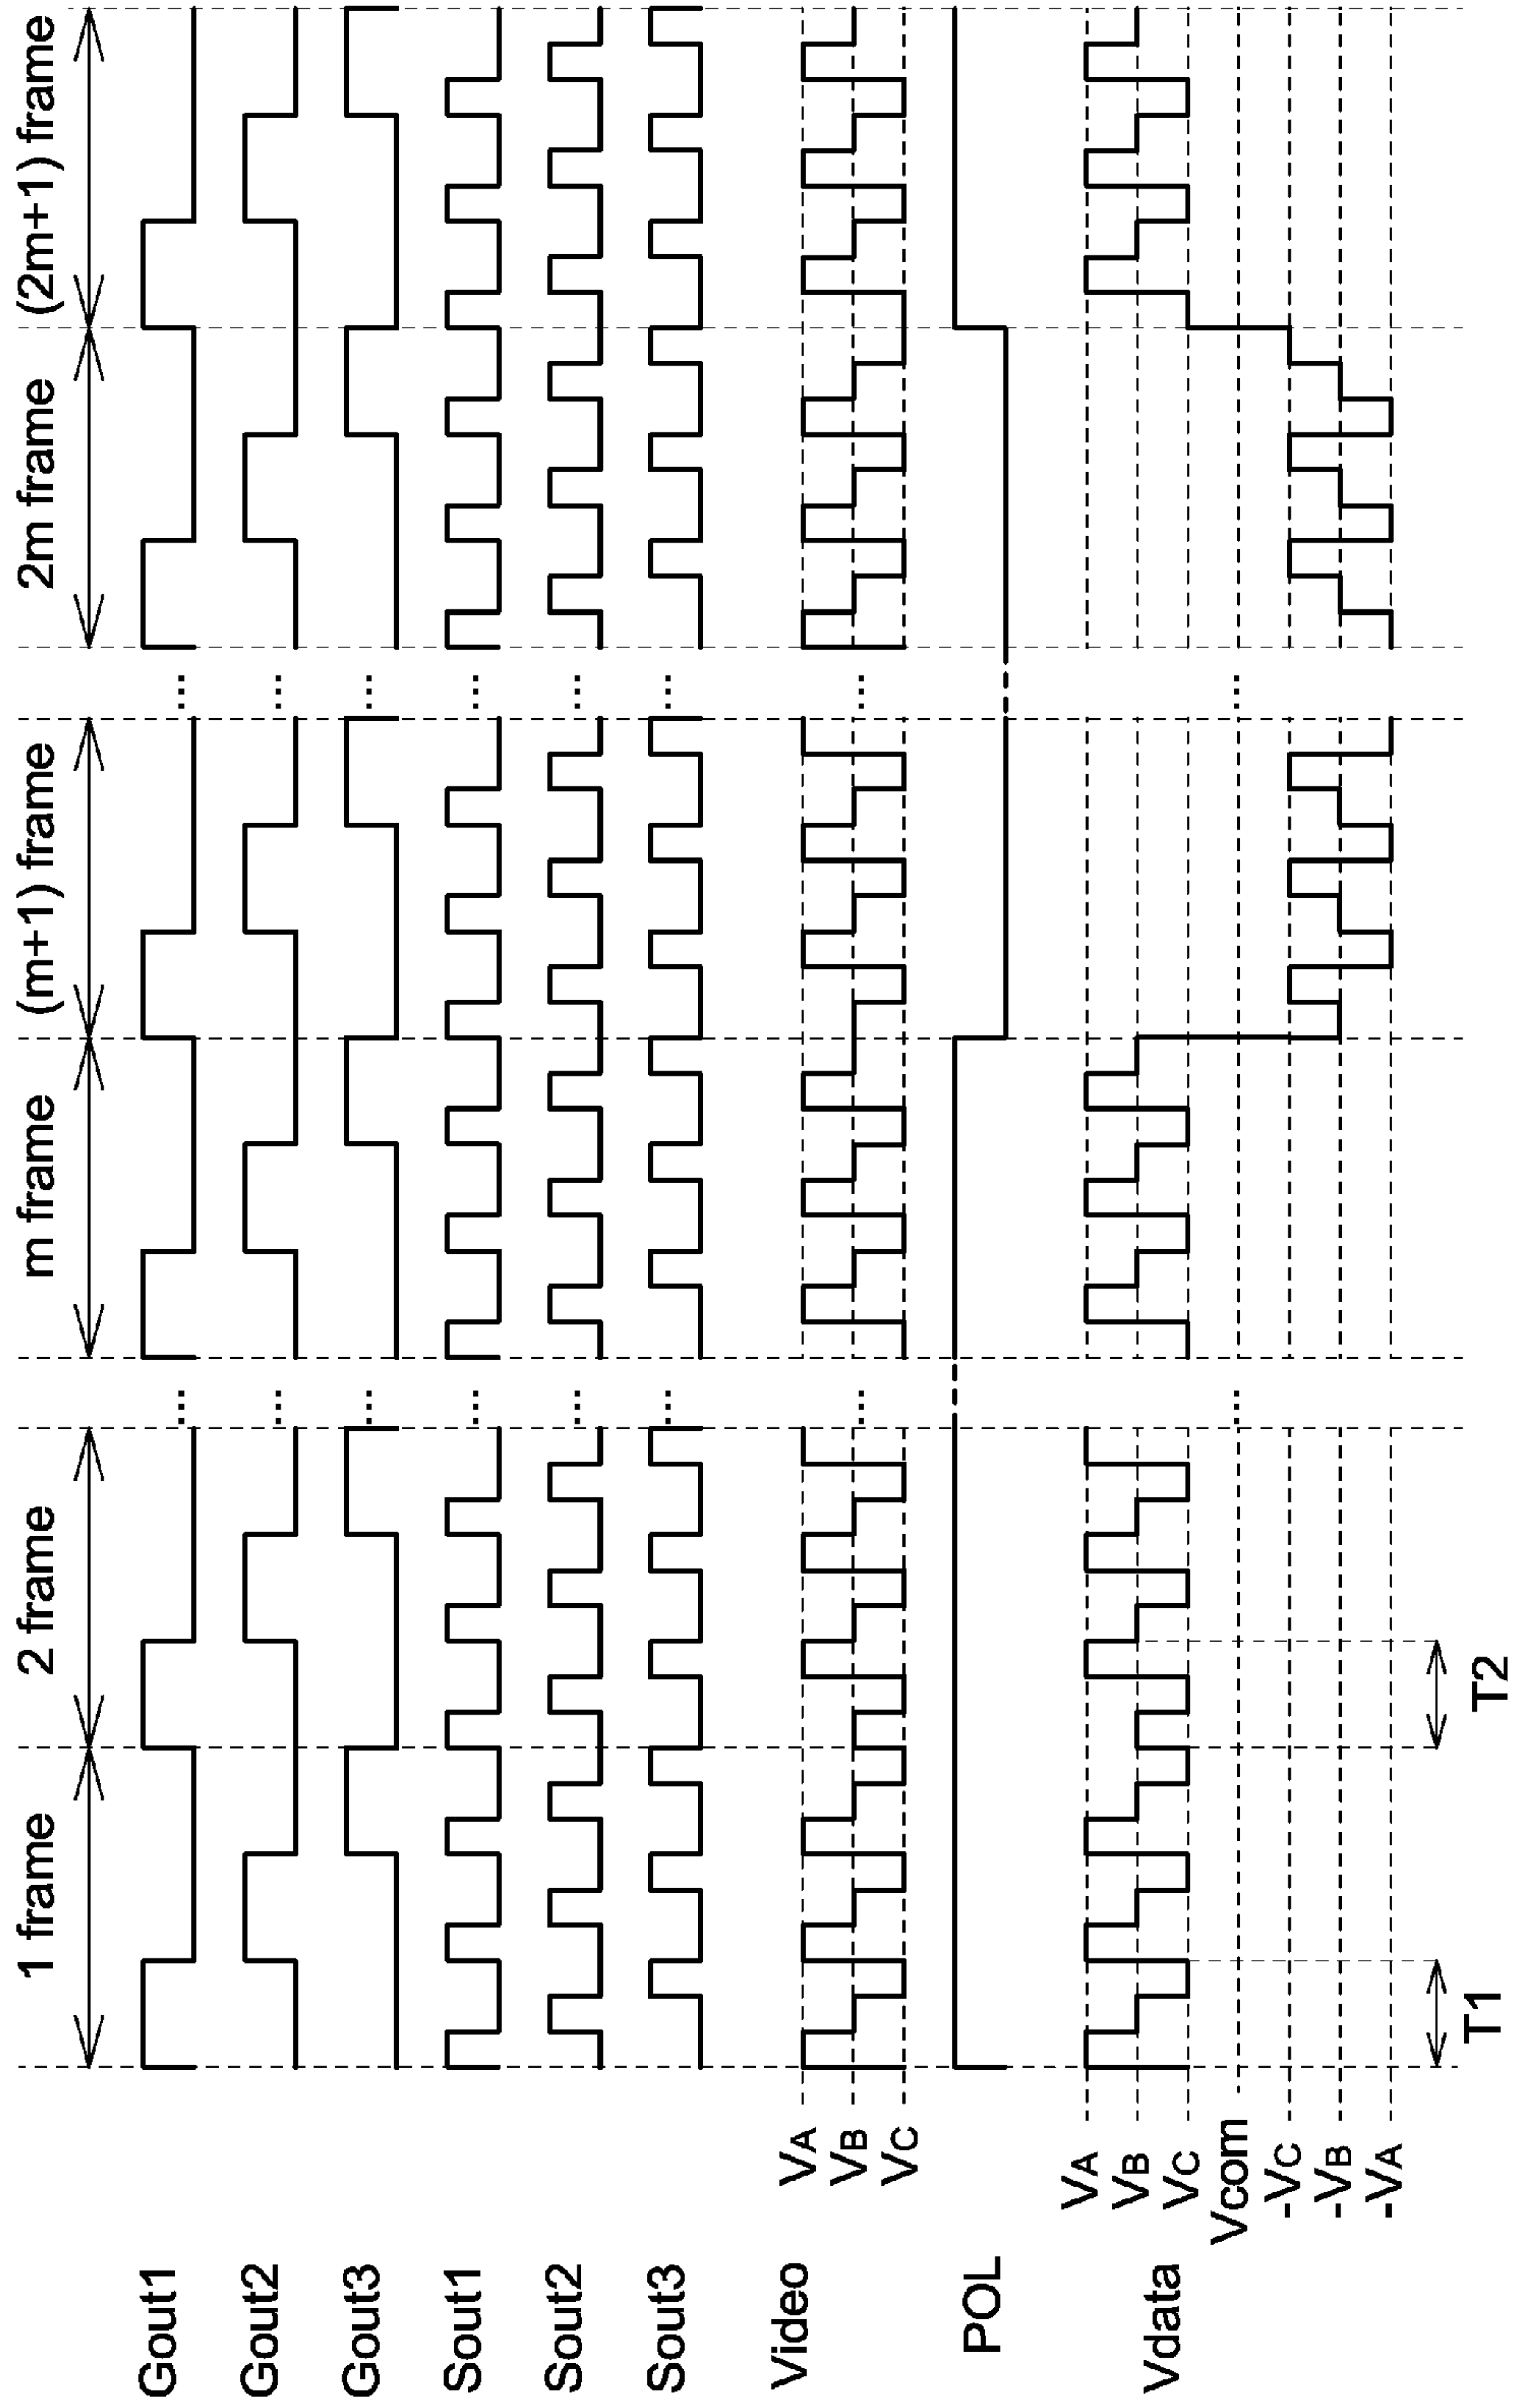 1 frame
2 frame
m frame
(m+1) frame
2m frame
(2m+1) frame
Gout1
...
...
Gout2
...
...
Gout3
...
...
Sout1
...
...
Sout2
...
...
Sout3
...
...
Video
VA
VB
VC
...
...
POL
Vdata
VA
VB
VC
Vcom
-VC
-VB
-VA
...
...
T1
T2